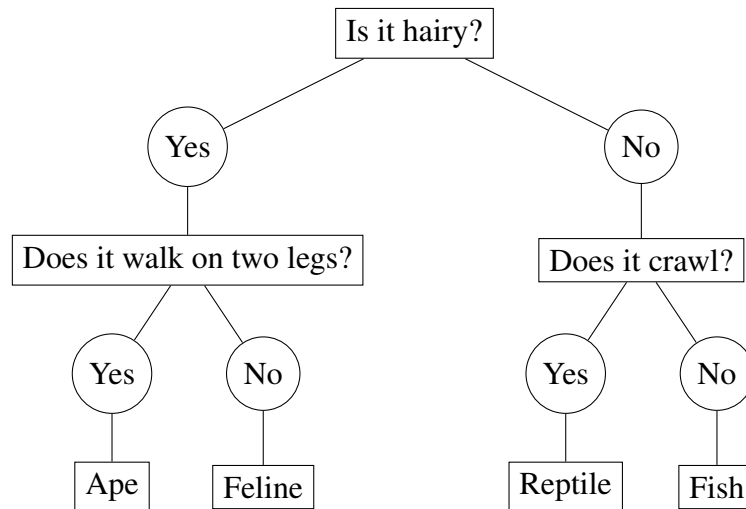 Is it hairy?
Yes
No
Does it walk on two legs?
Does it crawl?
Yes
No
Yes
No
Ape
Feline
Reptile
Fish